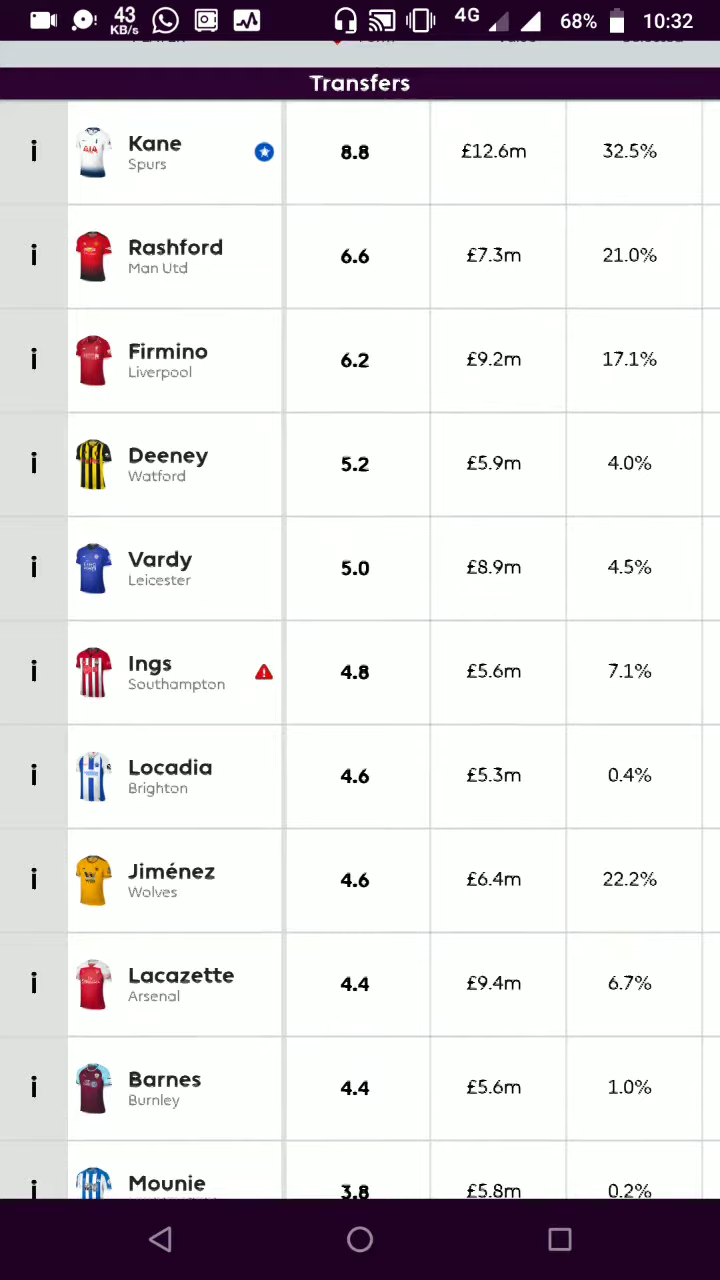 43
KB/s
4G
68%
10:32
Transfers
i
Kane
Spurs
8.8
£12.6m
32.5%
i
Rashford
Man Utd
6.6
£7.3m
21.0%
i
Firmino
Liverpool
6.2
£9.2m
17.1%
i
Deeney
Watford
5.2
£5.9m
4.0%
i
Vardy
Leicester
5.0
£8.9m
4.5%
i
Ings
Southampton
4.8
£5.6m
7.1%
i
Locadia
Brighton
4.6
£5.3m
0.4%
i
Jiménez
Wolves
4.6
£6.4m
22.2%
i
Lacazette
Arsenal
4.4
£9.4m
6.7%
i
Barnes
Burnley
4.4
£5.6m
1.0%
i
Mounie
3.8
£5.8m
0.2%